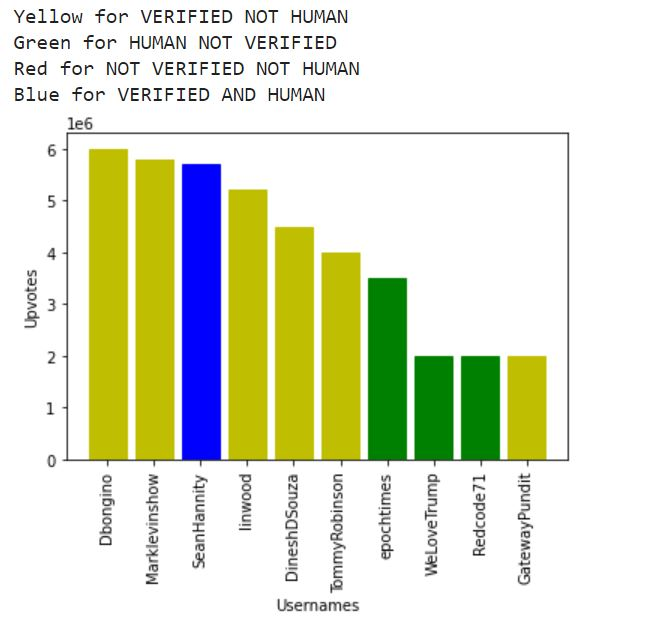 Yellow for VERIFIED NOT HUMAN
Green for HUMAN NOT VERIFIED
Red for NOT VERIFIED NOT HUMAN
Blue for VERIFIED AND HUMAN
1e6
6
5
4
3
2
1
0
Upvotes
Dbongino
Marklevinshow
SeanHannity
linwood
DineshDSouza
TommyRobinson
epochtimes
WeLoveTrump
Redcode71
GatewayPundit
Usernames